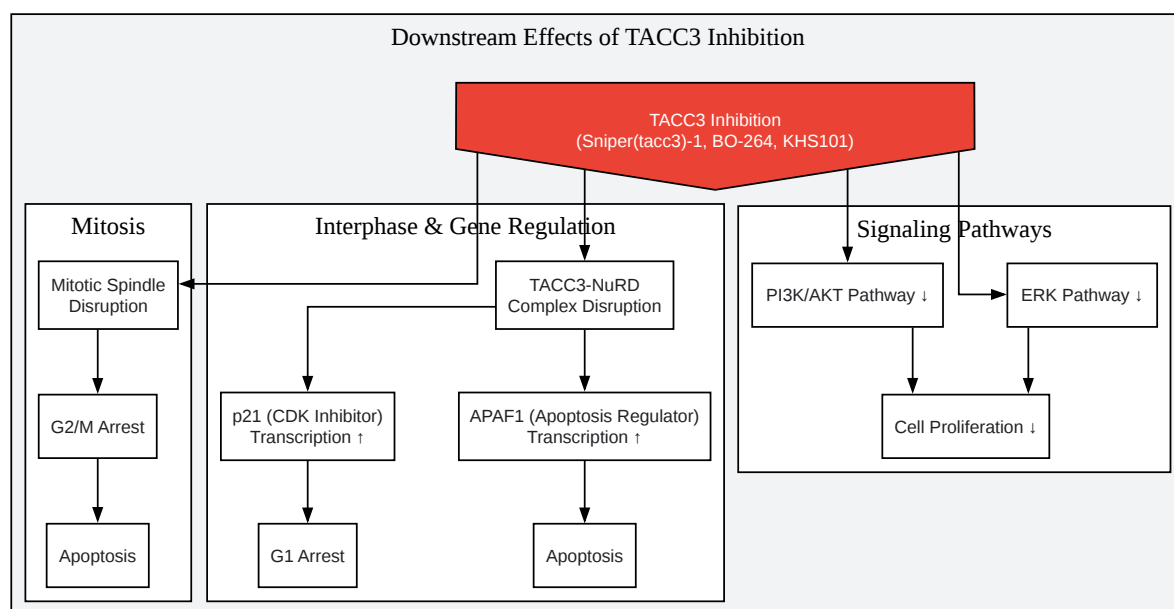 Downstream Effects of TACC3 Inhibition
TACC3 Inhibition
(Sniper(tacc3)-1, BO-264, KHS101)
Mitosis
Mitotic Spindle
Disruption
G2/M Arrest
Apoptosis
Interphase & Gene Regulation
TACC3-NuRD
Complex Disruption
p21 (CDK Inhibitor)
Transcription ↑
APAF1 (Apoptosis Regulator)
Transcription ↑
G1 Arrest
Apoptosis
Signaling Pathways
PI3K/AKT Pathway ↓
ERK Pathway ↓
Cell Proliferation ↓